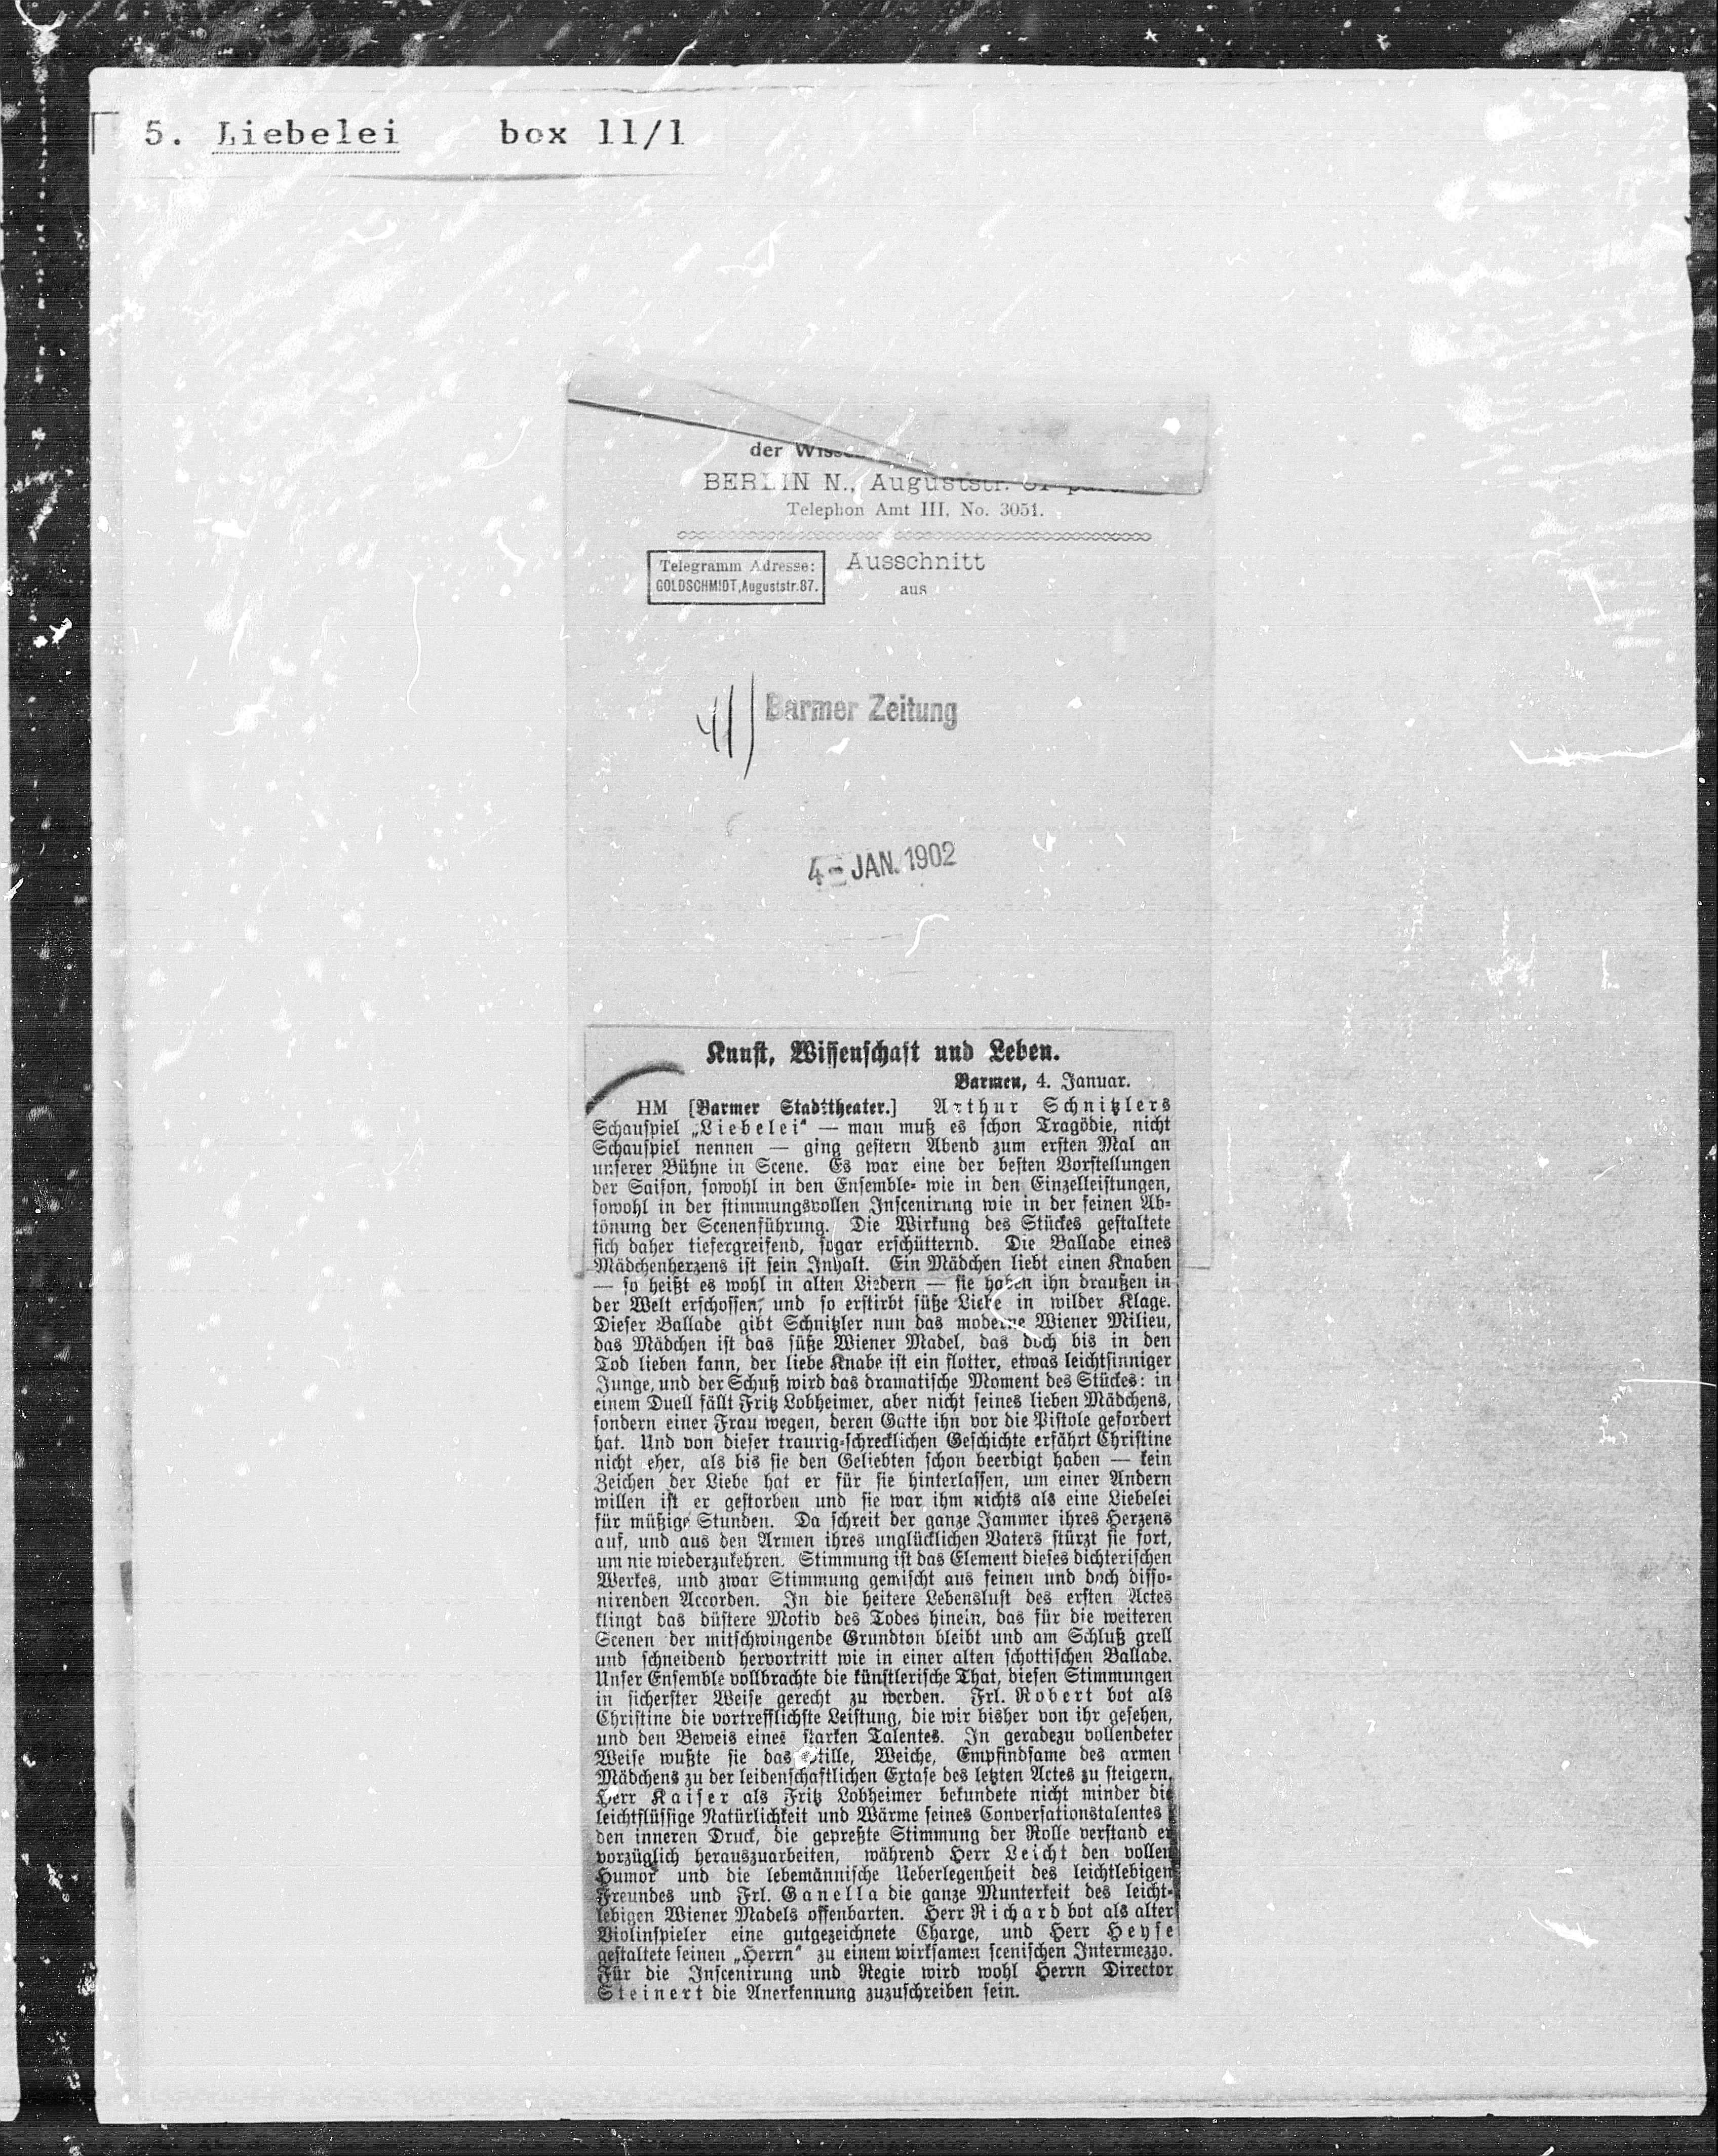 5. Liebelei box 11/1
der
BERLIN N., Auguststr.
Telephon Amt III, No. 3051.
Telegramm Adresse:
GOLDSCHMIDT, Auguststr. 87.
Ausschnitt
aus
Barmer Zeitung
4 - JAN. 1902
Kunst, Wissenschaft und Leben.
Barmen, 4. Januar.
HM [Barmer Stadttheater.] Arthur Schnitzlers
Schauspiel „Liebelei“ — man muß es schon Tragödie, nicht
Schauspiel nennen — ging gestern Abend zum ersten Mal an
unserer Bühne in Scene. Es war eine der besten Vorstellungen
der Saison, sowohl in den Ensemble- wie in den Einzelleistungen,
sowohl in der stimmungsvollen Inscenirung wie in der feinen Ab-
tönung der Scenenführung. Die Wirkung des Stückes gestaltete
sich daher tiefergreifend, sogar erschütternd. Die Ballade eines
Mädchenherzens ist sein Inhalt. Ein Mädchen liebt einen Knaben
— so heißt es wohl in alten Liedern — sie haben ihn draußen in
der Welt erschossen, und so erstirbt süße Liebe in wilder Klage.
Dieser Ballade gibt Schnitzler nun das moderne Wiener Milieu,
das Mädchen ist das süße Wiener Madel, das doch bis in den
Tod lieben kann, der liebe Knabe ist ein flotter, etwas leichtsinniger
Junge, und der Schuß wird das dramatische Moment des Stückes: in
einem Duell fällt Fritz Lobheimer, aber nicht seines lieben Mädchens,
sondern einer Frau wegen, deren Gatte ihn vor die Pistole gefordert
hat. Und von dieser traurig-schrecklichen Geschichte erfährt Christine
nicht eher, als bis sie den Geliebten schon beerdigt haben — kein
Zeichen der Liebe hat er für sie hinterlassen, um einer Andern
willen ist er gestorben und sie war ihm nichts als eine Liebelei
für müßige Stunden. Da schreit der ganze Jammer ihres Herzens
auf, und aus den Armen ihres unglücklichen Vaters stürzt sie fort,
um nie wiederzukehren. Stimmung ist das Element dieses dichterischen
Werkes, und zwar Stimmung gemischt aus feinen und doch disso-
nirenden Accorden. In die heitere Lebenslust des ersten Actes
klingt das düstere Motiv des Todes hinein, das für die weiteren
Scenen der mitschwingende Grundton bleibt und am Schluß grell
und schneidend hervortritt wie in einer alten schottischen Ballade.
Unser Ensemble vollbrachte die künstlerische That, diesen Stimmungen
in sicherster Weise gerecht zu werden. Frl. Robert bot als
Christine die vortrefflichste Leistung, die wir bisher von ihr gesehen,
und den Beweis eines starken Talentes. In geradezu vollendeter
Weise wußte sie das Stille, Weiche, Empfindsame des armen
Mädchens zu der leidenschaftlichen Extase des letzten Actes zu steigern.
Herr Kaiser als Fritz Lobheimer bekundete nicht minder die
leichtflüssige Natürlichkeit und Wärme seines Conversationstalentes
den inneren Druck, die gepreßte Stimmung der Rolle verstand er
vorzüglich herauszuarbeiten, während Herr Leicht den vollen
Humor und die lebemännische Ueberlegenheit des leichtlebigen
Freundes und Frl. Ganella die ganze Munterkeit des leicht-
lebigen Wiener Madels offenbarten. Herr Richard bot als alter
Violinspieler eine gutgezeichnete Charge, und Herr Heyse
gestaltete seinen „Herrn“ zu einem wirksamen scenischen Intermezzo.
Für die Inscenirung und Regie wird wohl Herrn Director
Steinert die Anerkennung zuzuschreiben sein.